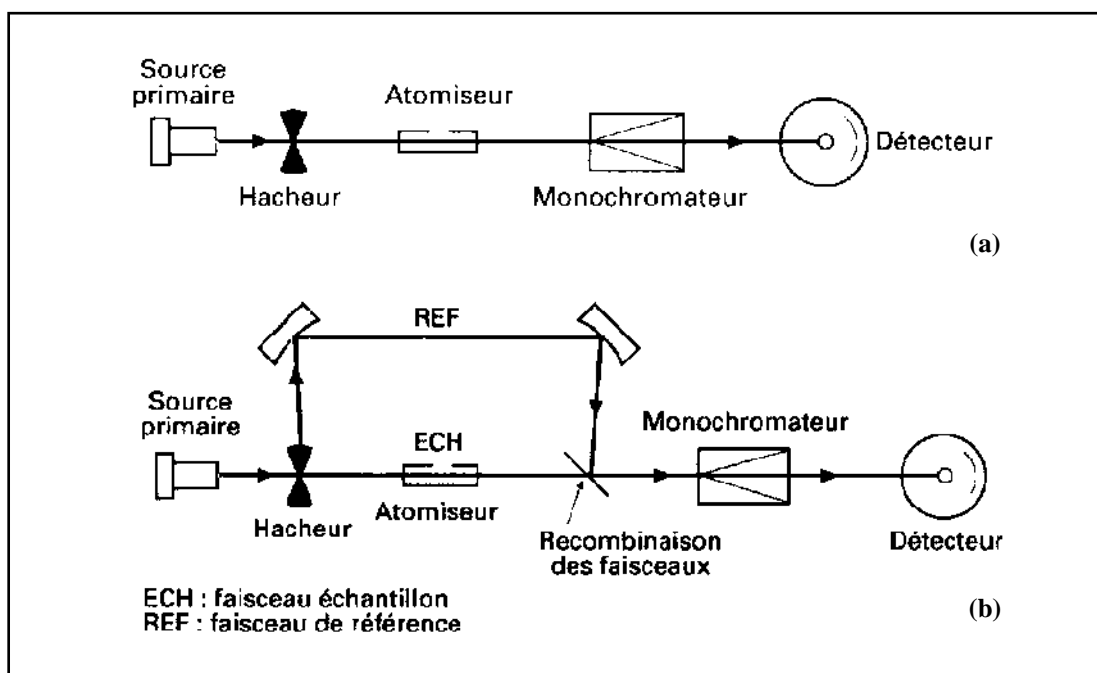 Source
primaire
Atomiseur
Détecteur
Hacheur
Monochromateur
(a)
REF
Source
primaire
ECH
Monochromateur
Hacheur
Atomiseur
Recombinaison
des faisceaux
Détecteur
ECH : faisceau échantillon
REF : faisceau de référence
(b)